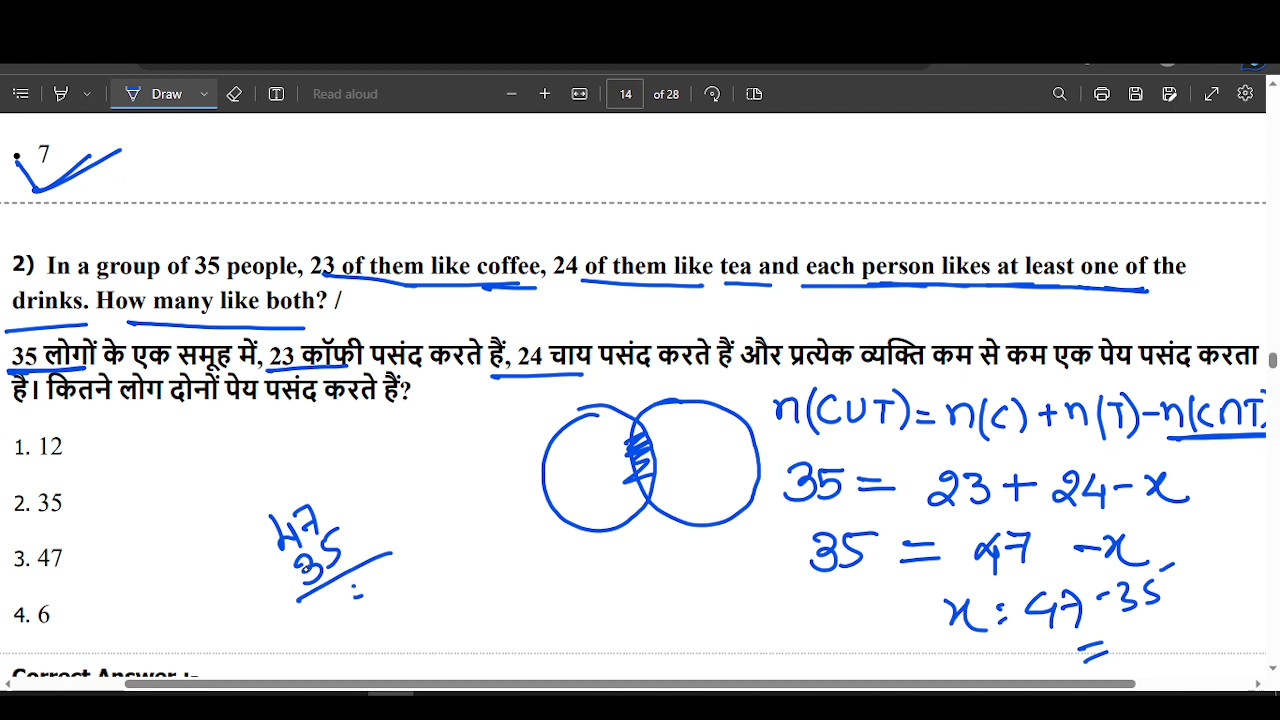 Draw
Read aloud
14 of 28
• 7
2) In a group of 35 people, 23 of them like coffee, 24 of them like tea and each person likes at least one of the
drinks. How many like both? /
35 लोगों के एक समूह में, 23 कॉफ़ी पसंद करते हैं, 24 चाय पसंद करते हैं और प्रत्येक व्यक्ति कम से कम एक पेय पसंद करता
है। कितने लोग दोनों पेय पसंद करते हैं?
n(C∪T)=n(C)+n(T)-n(C∩T)
1. 12
35 = 23 + 24 - x
2. 35
47
35
35 = 47 - x
3. 47
x : 47 - 35
4. 6
Correct Answer :-